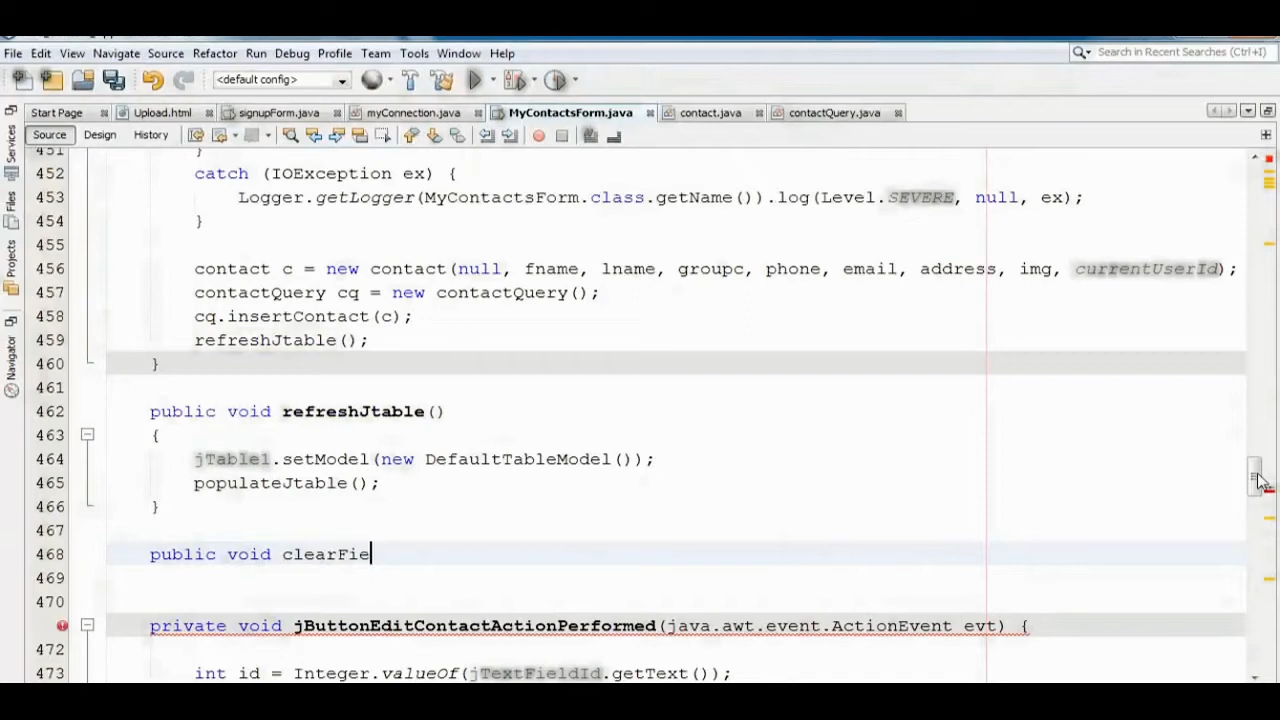 File Edit View Navigate Source Refactor Run Debug Profile Team Tools Window Help
Search in Recent Searches (Ctrl+I)
<default config>
Start Page Upload.html signupForm.java myConnection.java MyContactsForm.java contact.java contactQuery.java
Source Design History
Services
Files
Projects
Navigator
451 }
452 catch (IOException ex) {
453 Logger.getLogger(MyContactsForm.class.getName()).log(Level.SEVERE, null, ex);
454 }
455
456 contact c = new contact(null, fname, lname, groupc, phone, email, address, img, currentUserId);
457 contactQuery cq = new contactQuery();
458 cq.insertContact(c);
459 refreshJtable();
460 }
461
462 public void refreshJtable()
463 {
464 jTable1.setModel(new DefaultTableModel());
465 populateJtable();
466 }
467
468 public void clearFie
469
470
private void jButtonEditContactActionPerformed(java.awt.event.ActionEvent evt) {
472
473 int id = Integer.valueOf(jTextFieldId.getText());